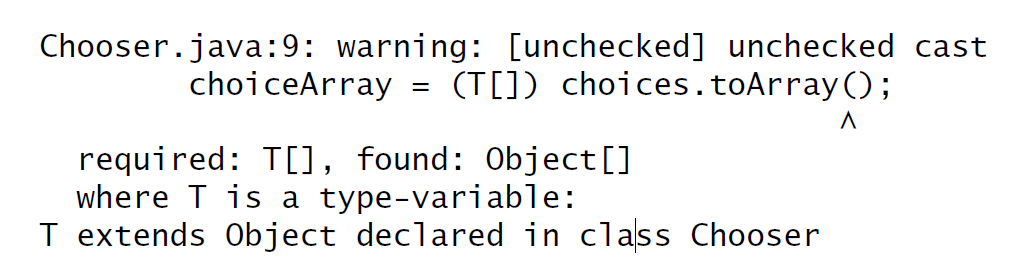 Chooser.java:9: warning: [unchecked] unchecked cast
choiceArray = (T[]) choices.toArray();
^
required: T[], found: Object[]
where T is a type-variable:
T extends Object declared in class Chooser